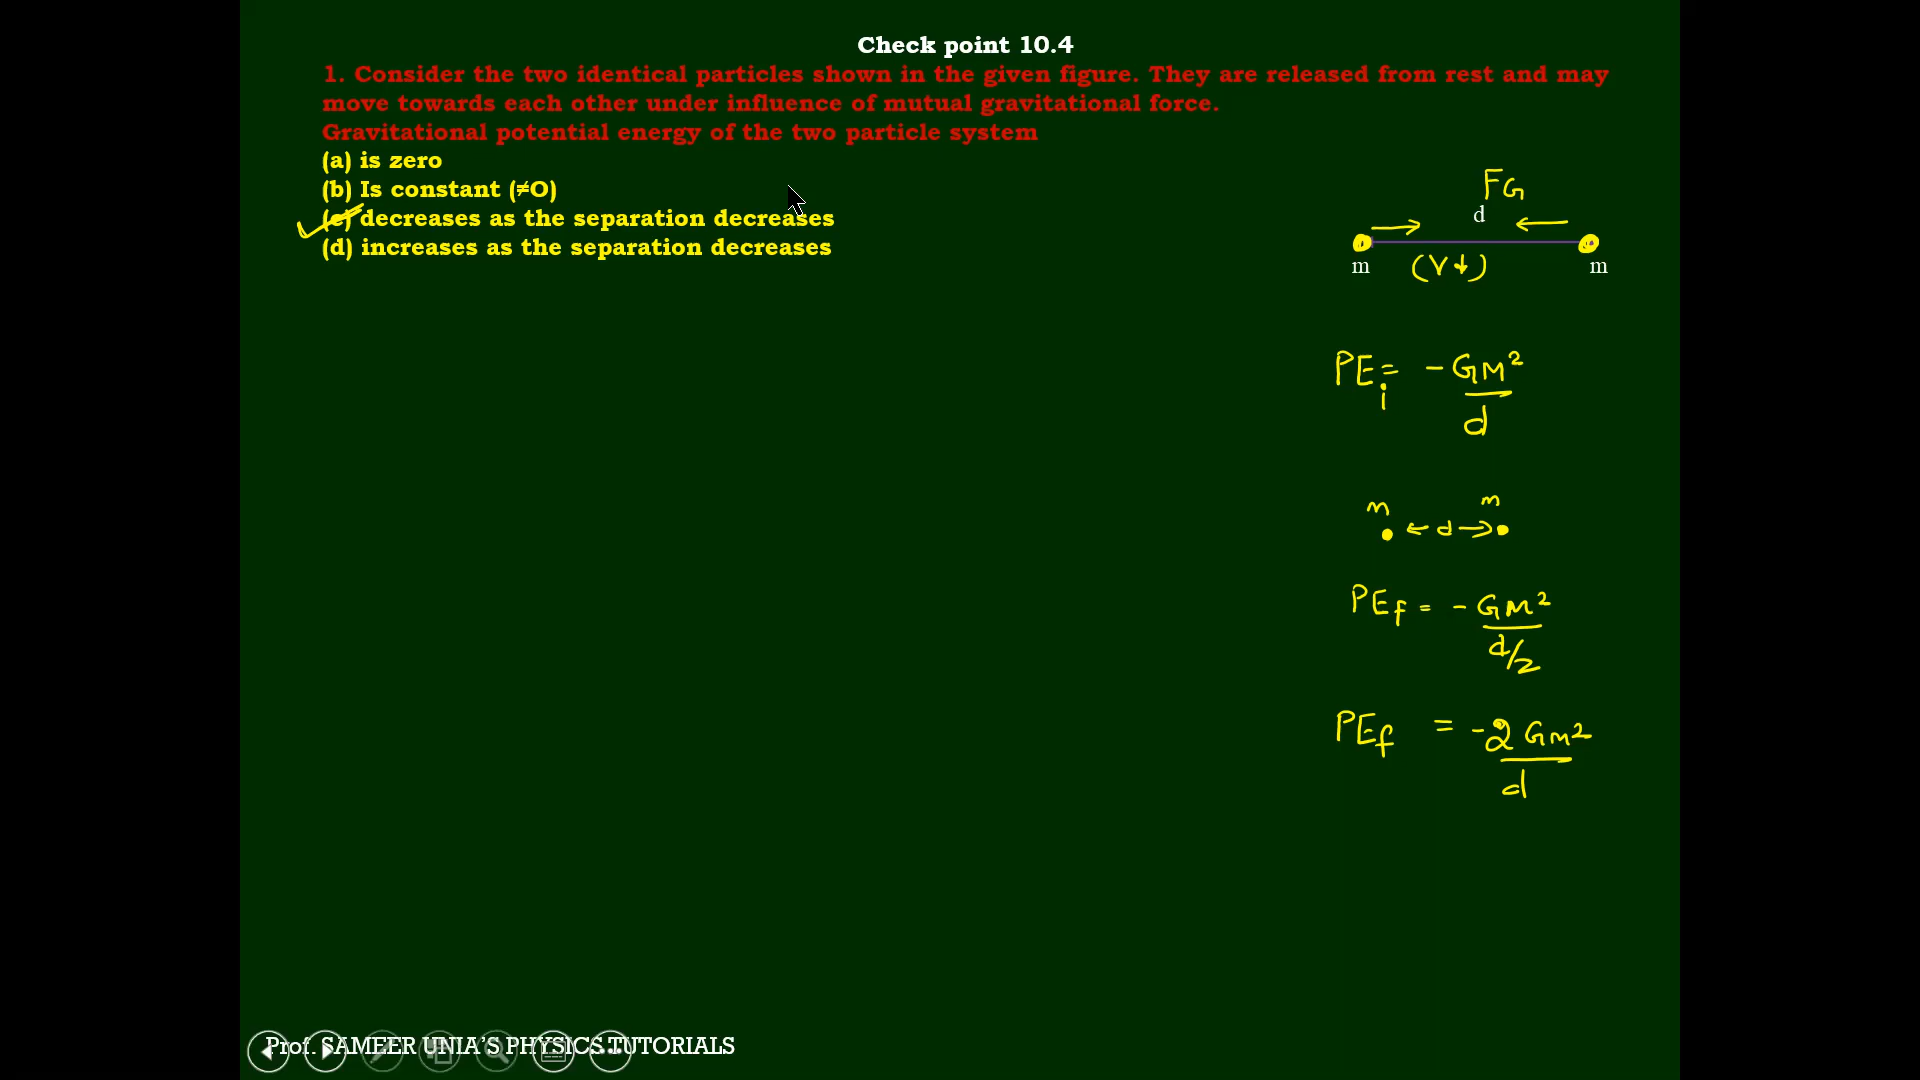 Check point 10.4
1. Consider the two identical particles shown in the given figure. They are released from rest and may
move towards each other under influence of mutual gravitational force.
Gravitational potential energy of the two particle system
(a) is zero
(b) Is constant (≠O)
(c) decreases as the separation decreases
(d) increases as the separation decreases
FG
d
m (r↓) m
PEi = - GM²
d
m m
d
PEf = - GM²
d/2
PEf = -2 Gm²
d
Prof. SAMEER UNIA’S PHYSICS TUTORIALS